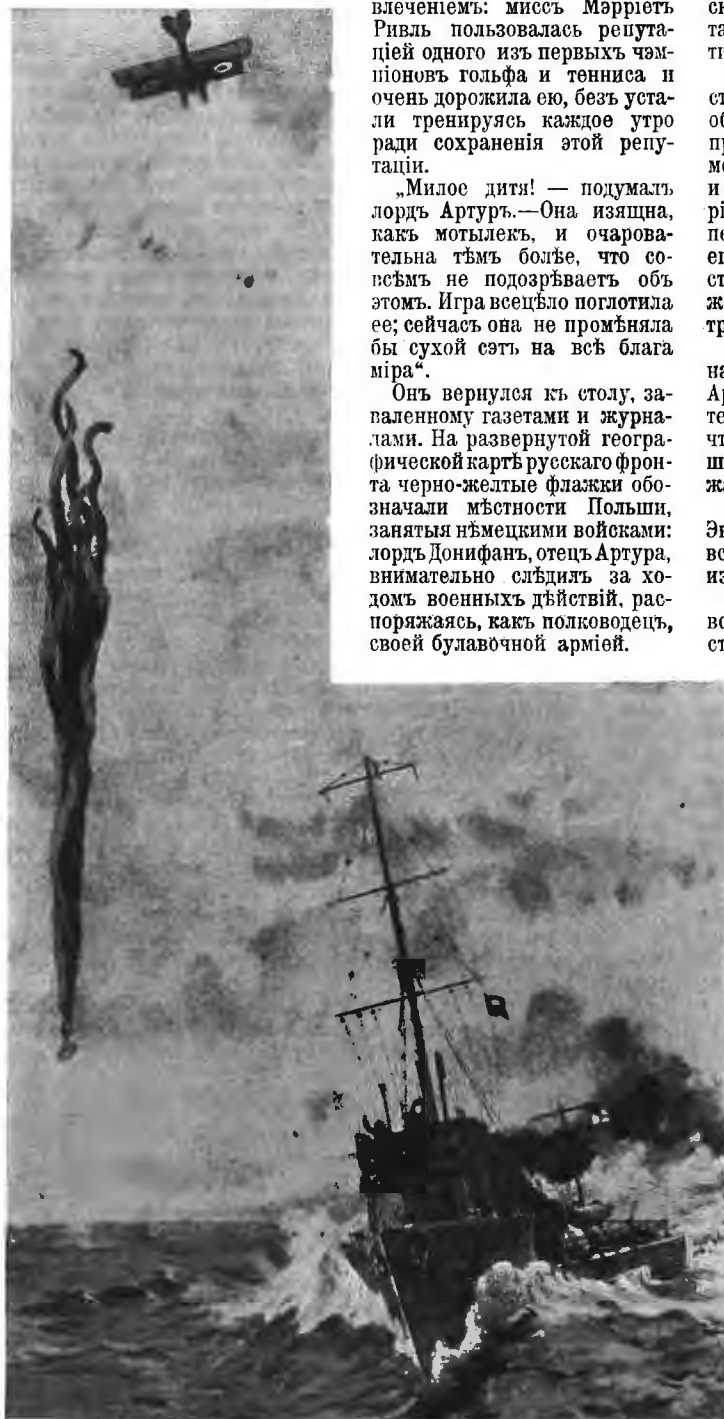 влеченіемъ: миссъ Мэрріетъ
Ривль пользовалась репута-
ціей одного изъ первыхъ чэм-
піоновъ гольфа и тенниса и
очень дорожила ею, безъ уста-
ли тренируясь каждое утро
ради сохраненія этой репу-
таціи.
„Милое дитя! — подумалъ
лордъ Артуръ.—Она изящна,
какъ мотылекъ, и очарова-
тельна тѣмъ болѣе, что со-
всѣмъ не подозрѣваетъ объ
этомъ. Игра всецѣло поглотила
ее; сейчасъ она не промѣняла
бы сухой сэтъ на всѣ блага
міра“.
Онъ вернулся къ столу, за-
валенному газетами и журна-
лами. На развернутой геогра-
фической картѣ русскаго фрон-
та черно-желтые флажки обо-
значали мѣстности Польши,
занятыя нѣмецкими войсками:
лордъ Донифанъ, отецъ Артура,
внимательно слѣдилъ за хо-
домъ военныхъ дѣйствій, рас-
поряжаясь, какъ полководецъ,
своей булавочной арміей.